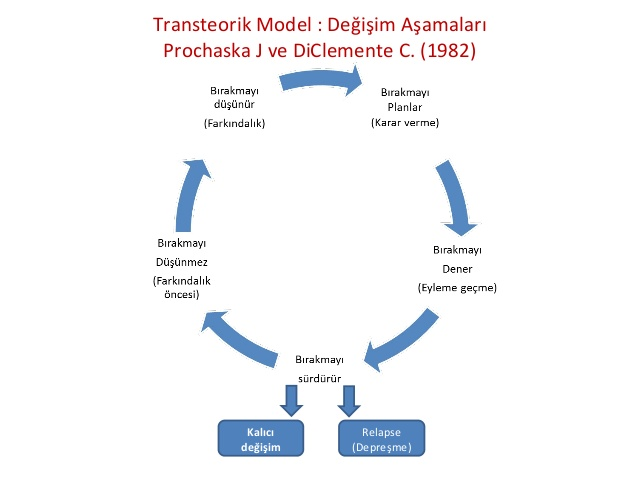 Transteorik Model : Değişim Aşamaları
Prochaska J ve DiClemente C. (1982)
Bırakmayı
düşünür
(Farkındalık)
Bırakmayı
Planlar
(Karar verme)
Bırakmayı
Dener
(Eyleme geçme)
Bırakmayı
Düşünmez
(Farkındalık
öncesi)
Bırakmayı
sürdürür
Kalıcı
değişim
Relapse
(Depreşme)